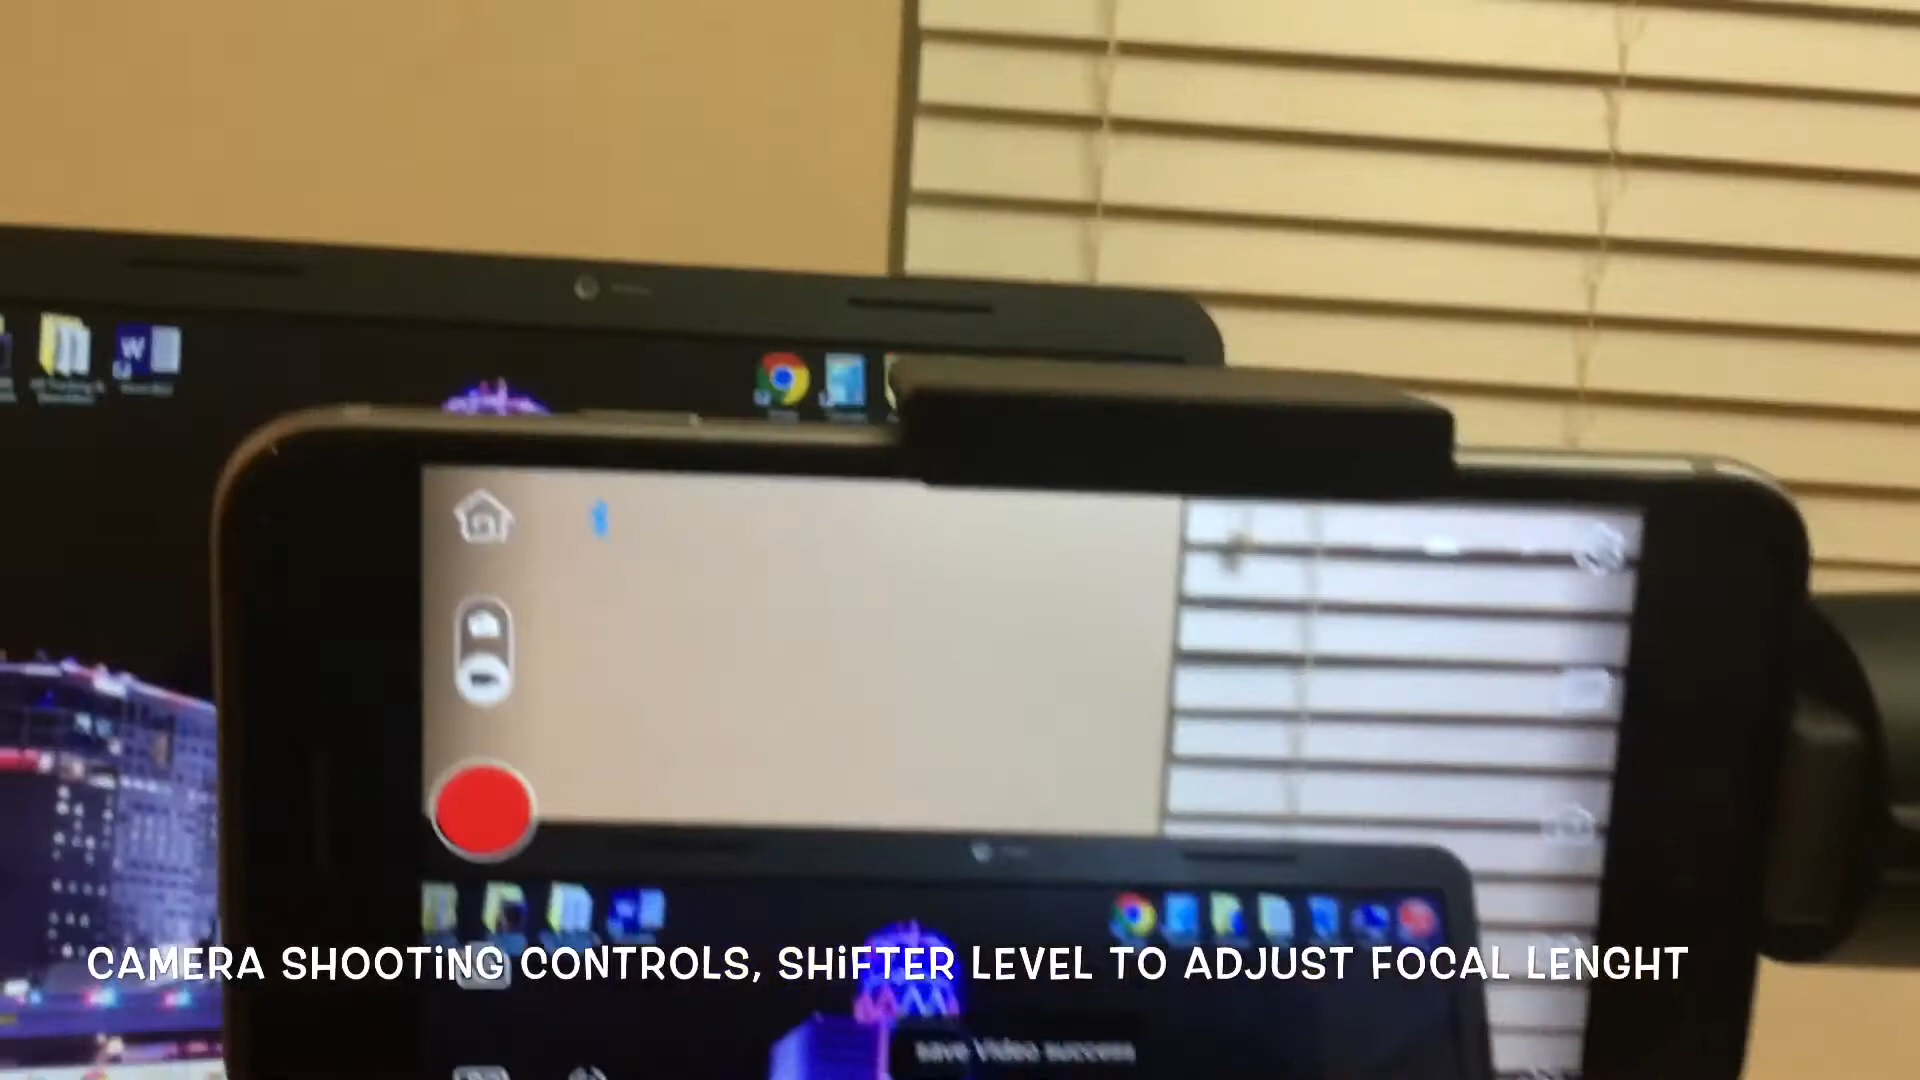 W
CAMERA SHOOTiNG CONTROLS, SHiFTER LEVEL TO ADJUST FOCAL LENGHT
save Video success